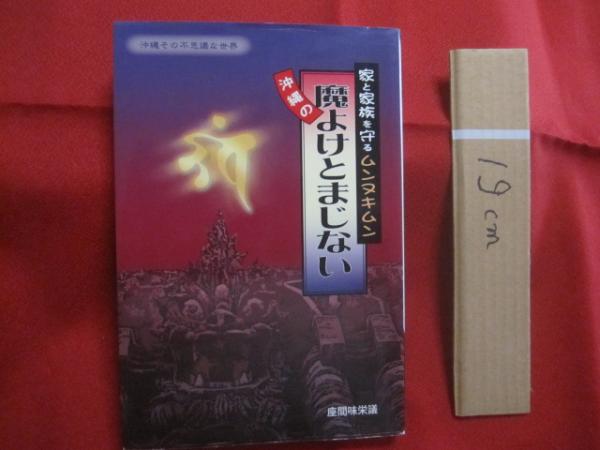 沖縄その不思議な世界
家と家族を守るムンヌキムン
沖縄の
魔よけとまじない
座間味栄議
19cm